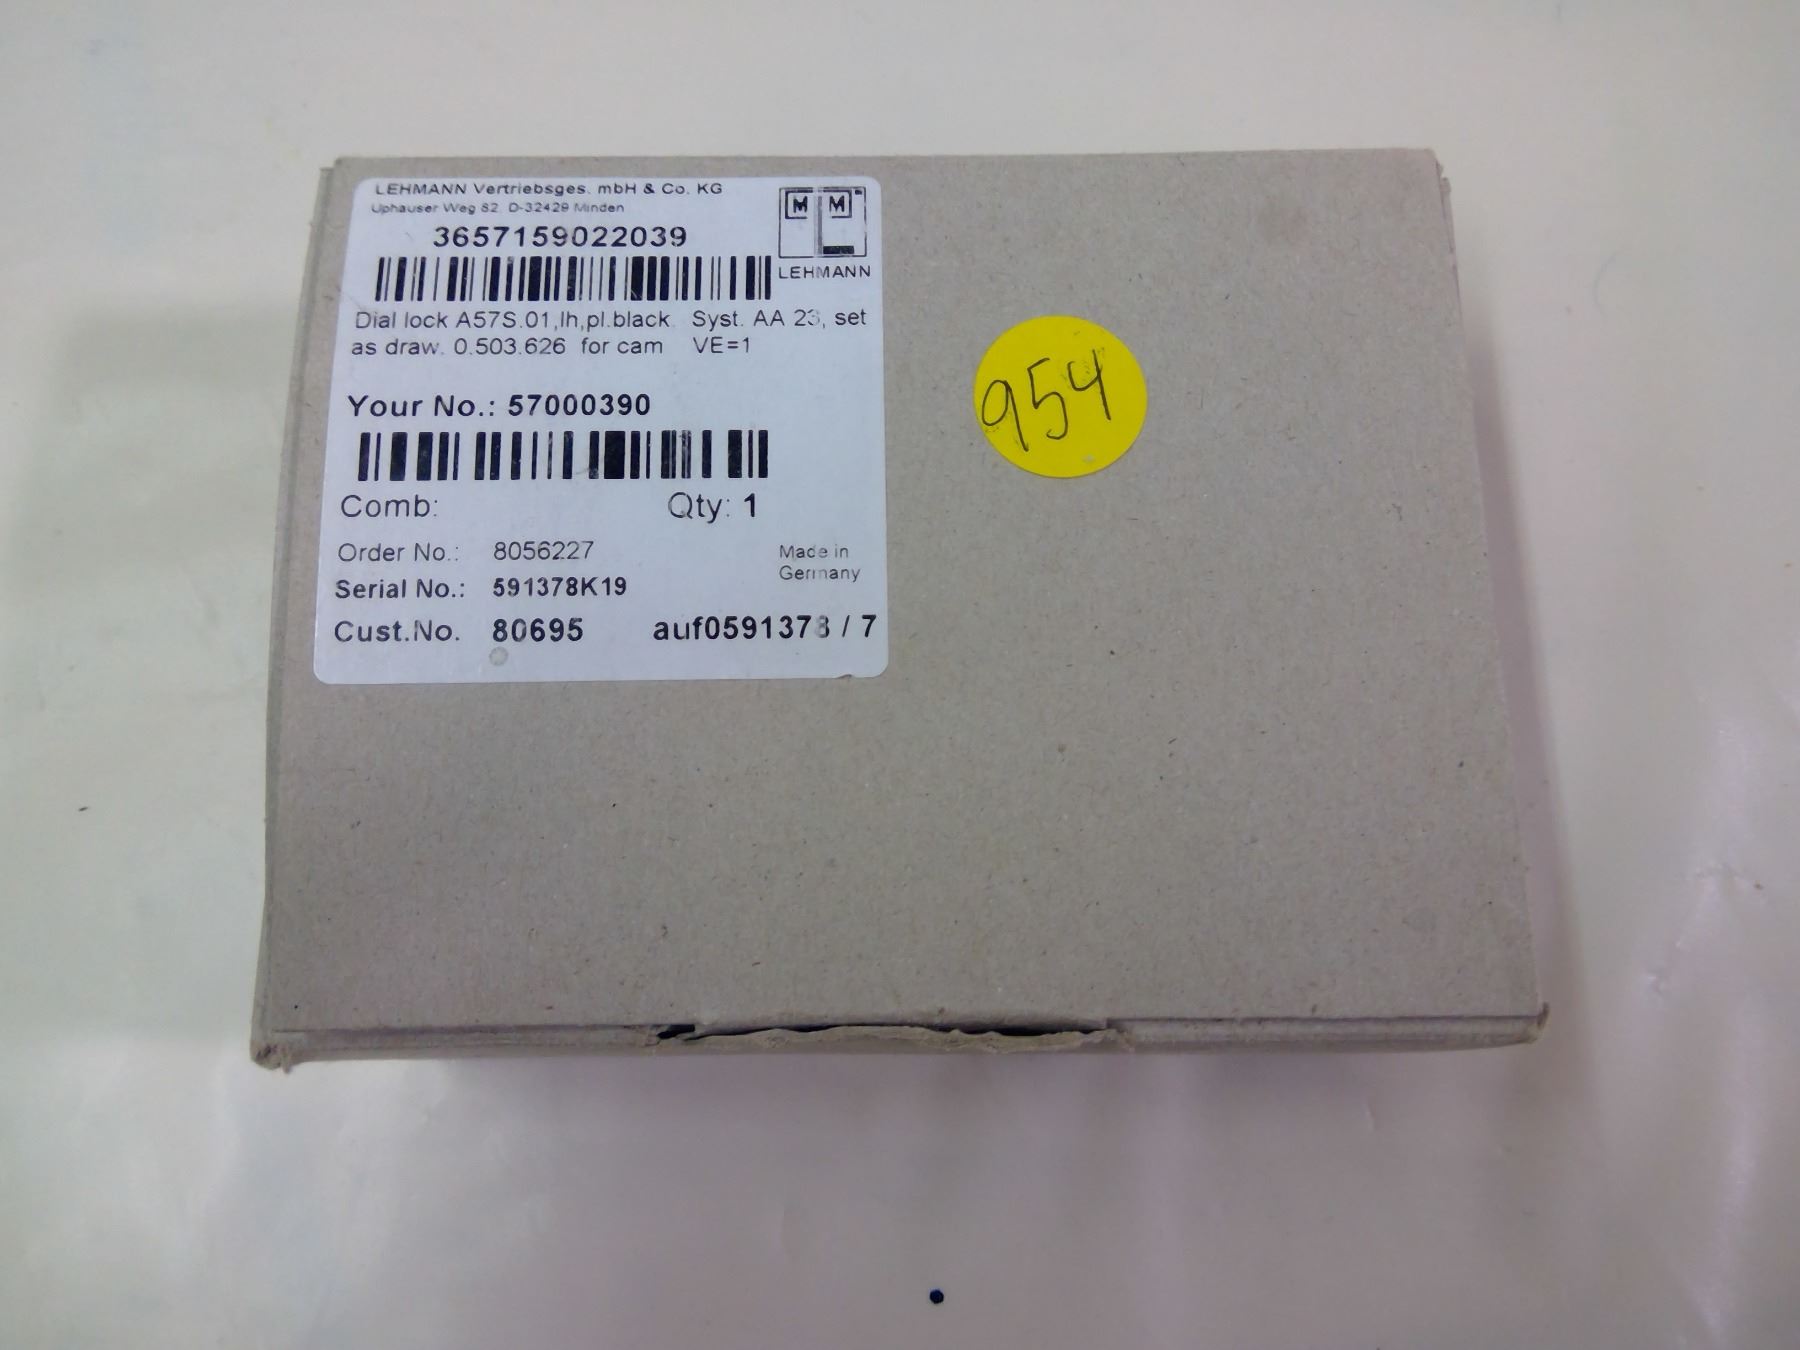 LEHMANN Vertriebsges. mbH & Co. KG
Uphauser Weg 82 D-32429 Minden
3657159022039
M M
LEHMANN
Dial lock A57S.01,lh,pl.black. Syst. AA 23, set
as draw. 0.503.626 for cam VE=1
Your No.: 57000390
Comb: Qty: 1
Order No.: 8056227 Made in
Germany
Serial No.: 591378K19
Cust.No. 80695 auf0591378 / 7
954